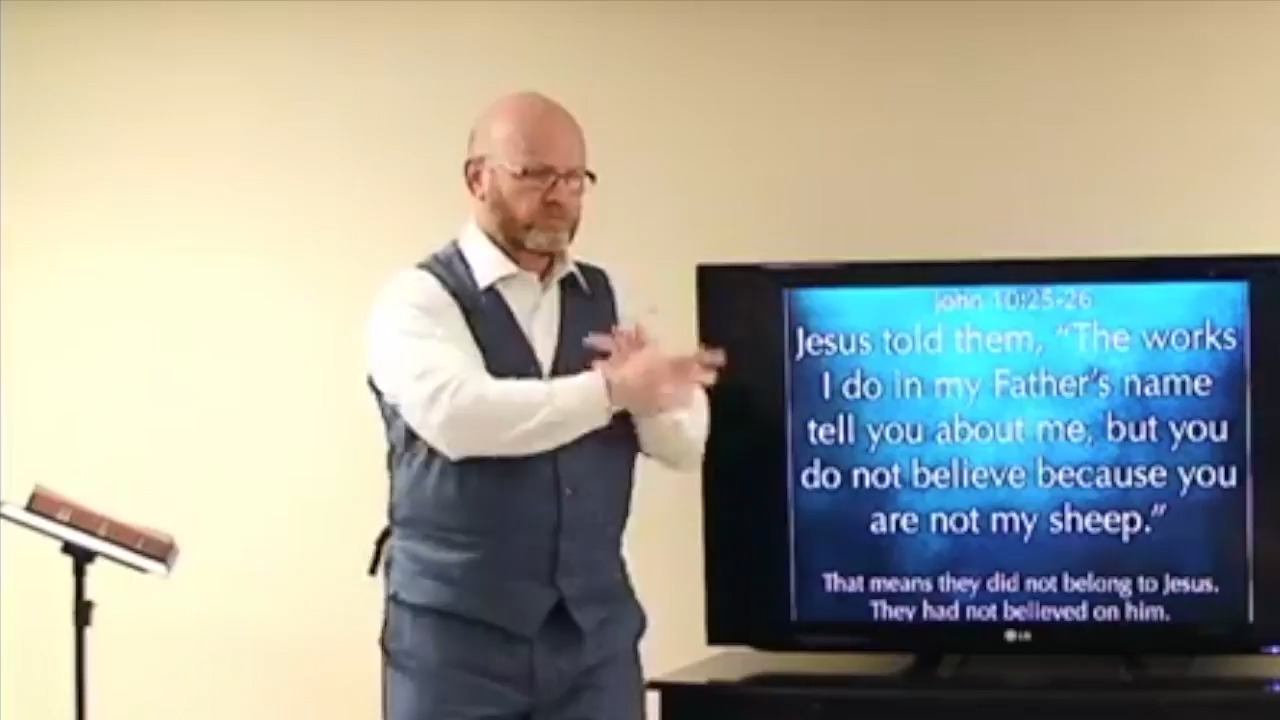 John 10:25-26
Jesus told them, “The works
I do in my Father's name
tell you about me, but you
do not believe because you
are not my sheep.”
That means they did not belong to Jesus.
They had not believed on him.
LG